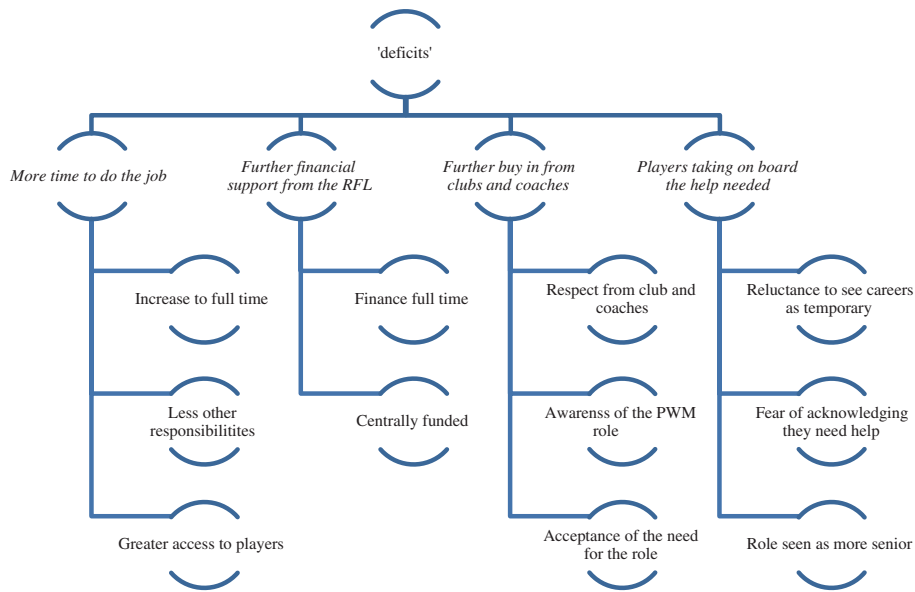 'deficits'
More time to do the job
Further financial
support from the RFL
Further buy in from
clubs and coaches
Players taking on board
the help needed
Increase to full time
Finance full time
Respect from club and
coaches
Reluctance to see careers
as temporary
Less other
responsibilitites
Centrally funded
Awarenss of the PWM
role
Fear of acknowledging
they need help
Greater access to players
Acceptance of the need
for the role
Role seen as more senior